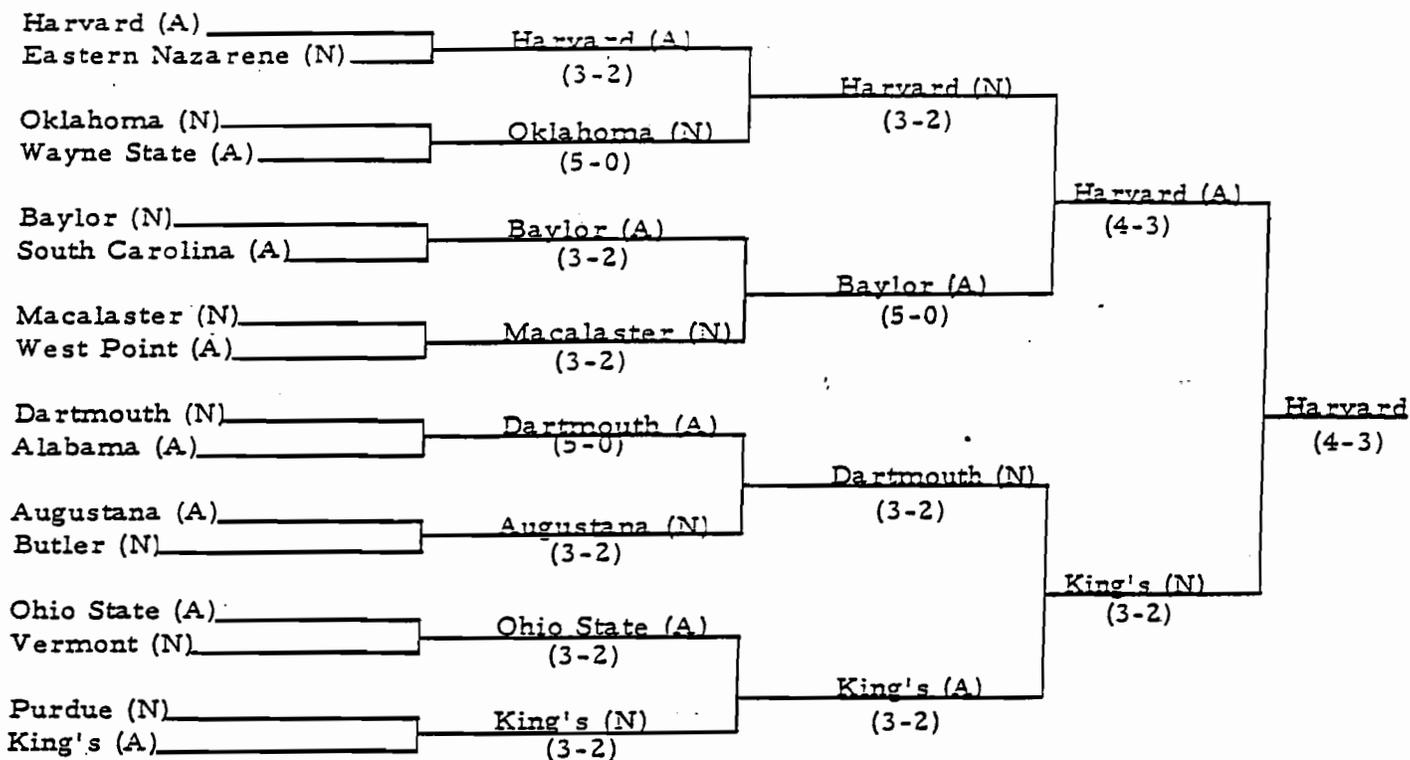 Harvard (A)
Eastern Nazarene (N)
Oklahoma (N)
Wayne State (A)
Baylor (N)
South Carolina (A)
Macalaster (N)
West Point (A)
Dartmouth (N)
Alabama (A)
Augustana (A)
Butler (N)
Ohio State (A)
Vermont (N)
Purdue (N)
King's (A)
Harvard (A)
(3-2)
Oklahoma (N)
(5-0)
Baylor (A)
(3-2)
Macalaster (N)
(3-2)
Dartmouth (A)
(5-0)
Augustana (N)
(3-2)
Ohio State (A)
(3-2)
King's (N)
(3-2)
Harvard (N)
(3-2)
Baylor (A)
(5-0)
Dartmouth (N)
(3-2)
King's (A)
(3-2)
Harvard (A)
(4-3)
King's (N)
(3-2)
Harvard
(4-3)